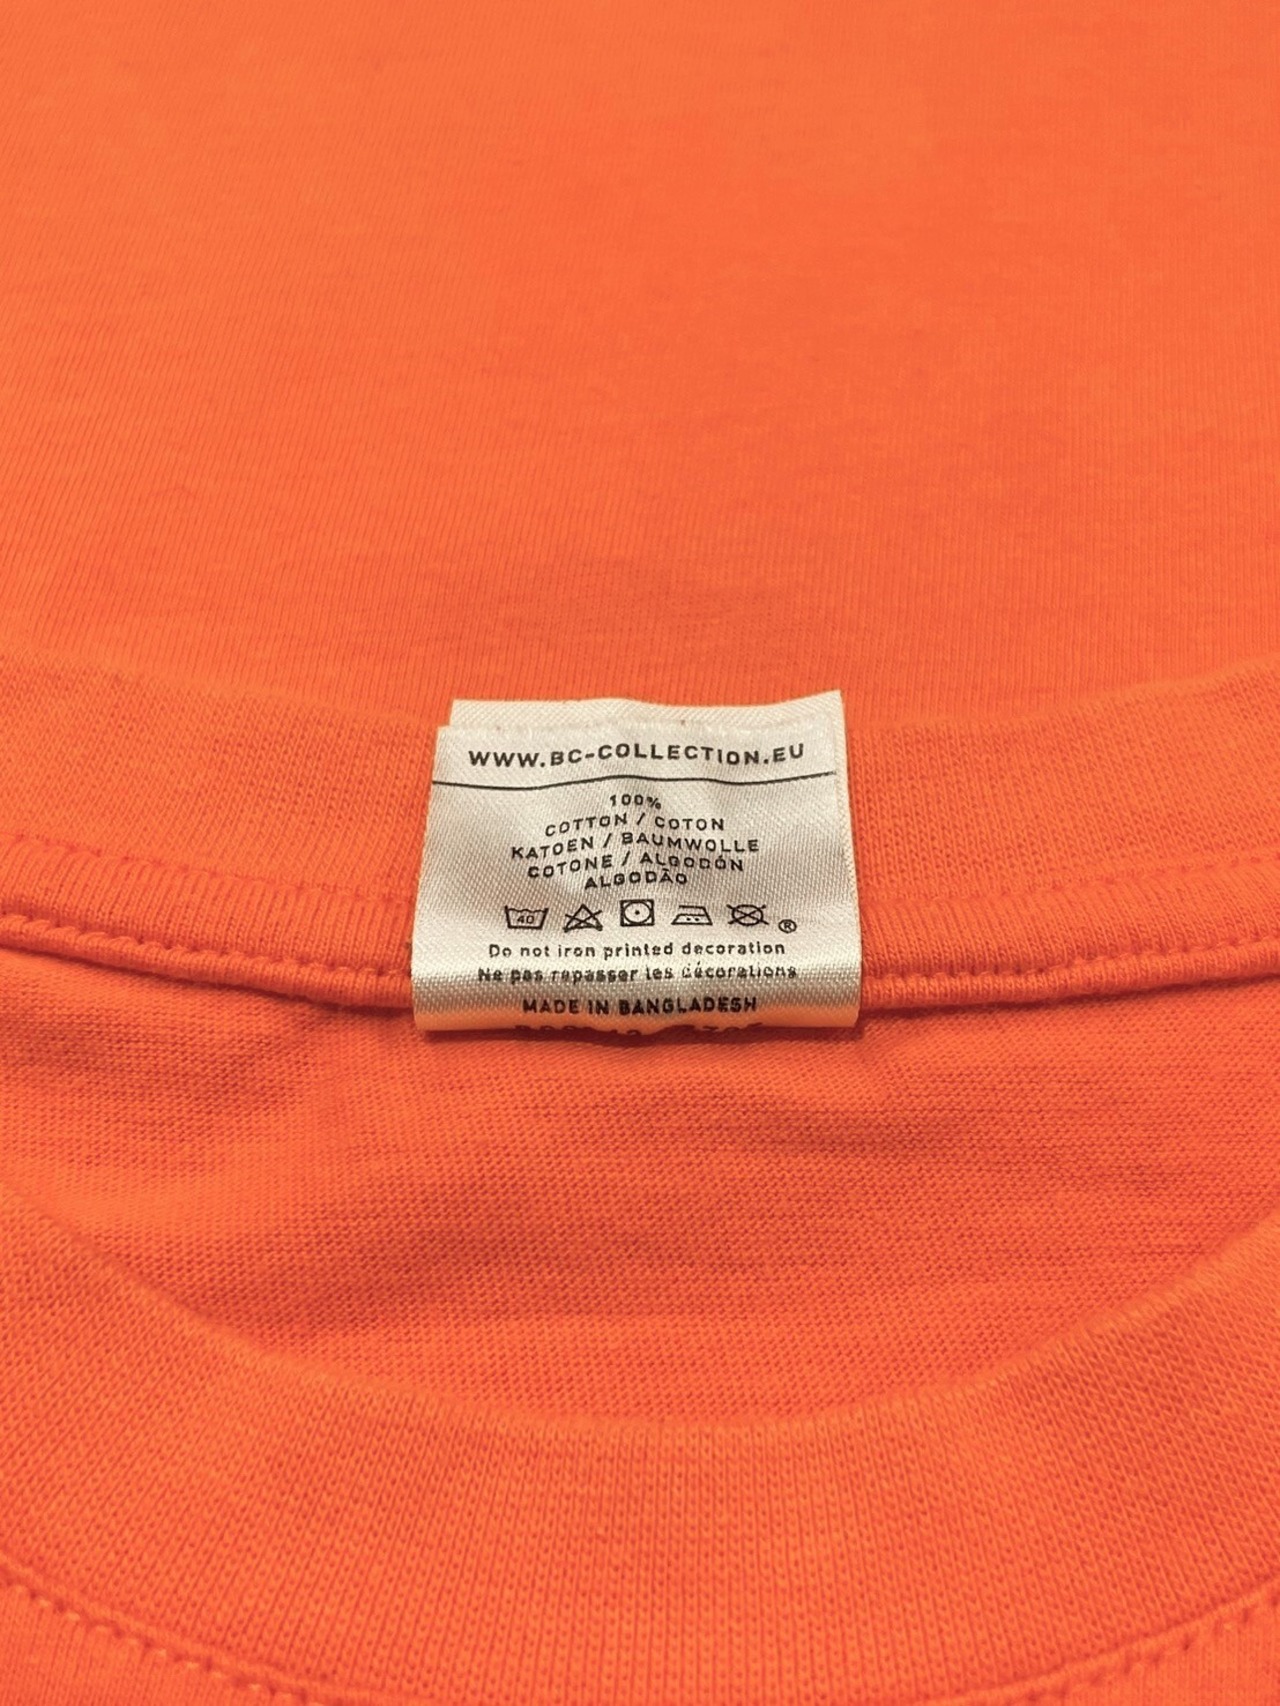 WWW.BC-COLLECTION.EU
100%
COTTON / COTON
KATOEN / BAUMWOLLE
COTONE / ALGODÓN
ALGODÃO
40 ®
Do not iron printed decoration
Ne pas repasser les décorations
MADE IN BANGLADESH